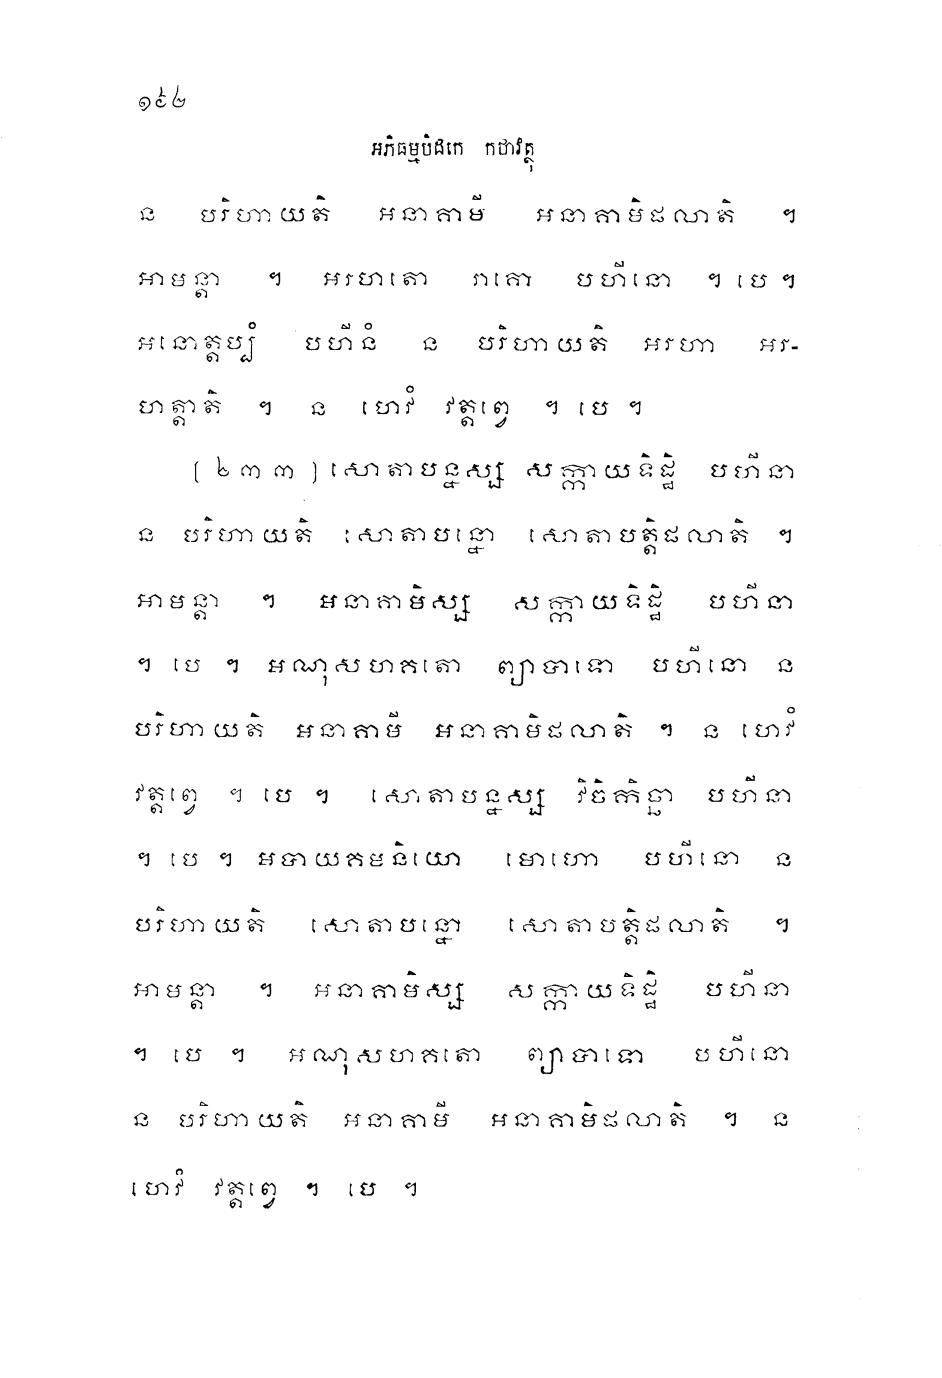 ១៩២
អភិធម្មបិដកេ កថាវត្ថុ
ន បរិហាយតិ អនាគាមី អនាគាមិផលាតិ ។
អាមន្តា ។ អរហតោ រាគោ បហីនោ ។ បេ ។
អនោត្តប្បំ បហីនំ ន បរិហាយតិ អរហា អរ-
ហត្តាតិ ។ ន ហេវំ វត្តព្វេ ។ បេ ។
[ ២៣៣ ] សោតាបន្នស្ស សក្កាយទិដ្ឋិ បហីនា
ន បរិហាយតិ សោតាបន្នោ សោតាបត្តិផលាតិ ។
អាមន្តា ។ អនាគាមិស្ស សក្កាយទិដ្ឋិ បហីនា
។ បេ ។ អណុសហគតោ ព្យាបាទោ បហីនោ ន
បរិហាយតិ អនាគាមី អនាគាមិផលាតិ ។ ន ហេវំ
វត្តព្វេ ។ បេ ។ សោតាបន្នស្ស វិចិកិច្ឆា បហីនា
។ បេ ។ អបាយគមនិយោ មោហោ បហីនោ ន
បរិហាយតិ សោតាបន្នោ សោតាបត្តិផលាតិ ។
អាមន្តា ។ អនាគាមិស្ស សក្កាយទិដ្ឋិ បហីនា
។ បេ ។ អណុសហគតោ ព្យាបាទោ បហីនោ
ន បរិហាយតិ អនាគាមី អនាគាមិផលាតិ ។ ន
ហេវំ វត្តព្វេ ។ បេ ។